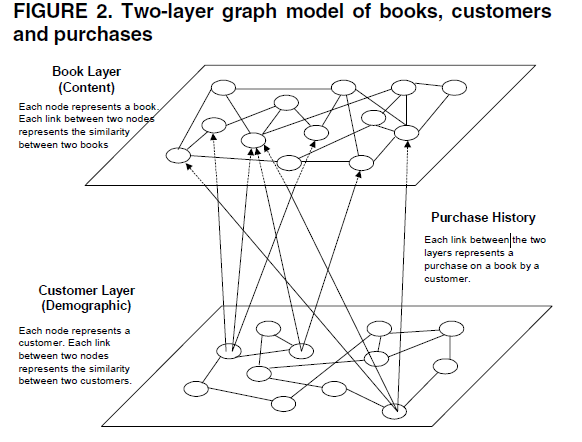 FIGURE 2. Two-layer graph model of books, customers
and purchases
Book Layer
(Content)
Each node represents a book.
Each link between two nodes
represents the similarity
between two books
Purchase History
Each link between the two
layers represents a
purchase on a book by a
customer.
Customer Layer
(Demographic)
Each node represents a
customer. Each link
between two nodes
represents the similarity
between two customers.